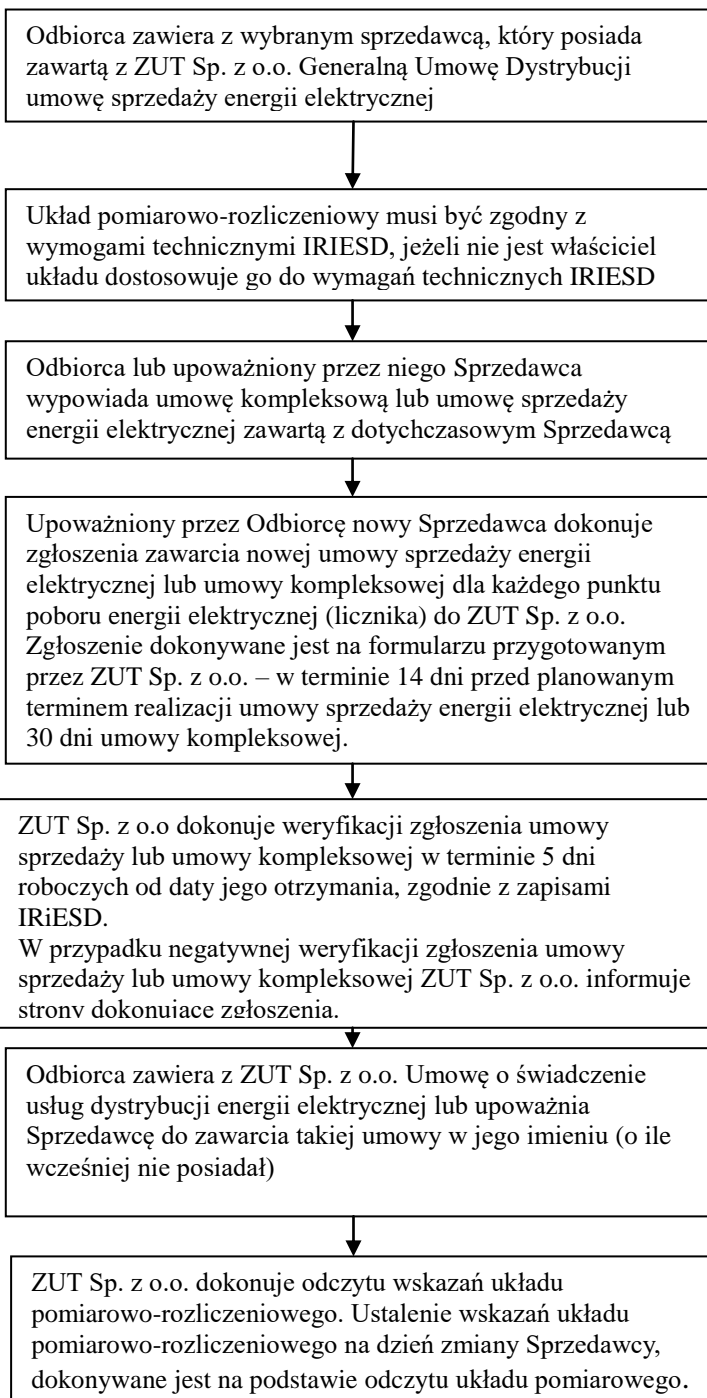 Odbiorca zawiera z wybranym sprzedawcą, który posiada
zawartą z ZUT Sp. z o.o. Generalną Umowę Dystrybucji
umowę sprzedaży energii elektrycznej
Układ pomiarowo-rozliczeniowy musi być zgodny z
wymogami technicznymi IRIESD, jeżeli nie jest właściciel
układu dostosowuje go do wymagań technicznych IRIESD
Odbiorca lub upoważniony przez niego Sprzedawca
wypowiada umowę kompleksową lub umowę sprzedaży
energii elektrycznej zawartą z dotychczasowym Sprzedawcą
Upoważniony przez Odbiorcę nowy Sprzedawca dokonuje
zgłoszenia zawarcia nowej umowy sprzedaży energii
elektrycznej lub umowy kompleksowej dla każdego punktu
poboru energii elektrycznej (licznika) do ZUT Sp. z o.o.
Zgłoszenie dokonywane jest na formularzu przygotowanym
przez ZUT Sp. z o.o. – w terminie 14 dni przed planowanym
terminem realizacji umowy sprzedaży energii elektrycznej lub
30 dni umowy kompleksowej.
ZUT Sp. z o.o dokonuje weryfikacji zgłoszenia umowy
sprzedaży lub umowy kompleksowej w terminie 5 dni
roboczych od daty jego otrzymania, zgodnie z zapisami
IRiESD.
W przypadku negatywnej weryfikacji zgłoszenia umowy
sprzedaży lub umowy kompleksowej ZUT Sp. z o.o. informuje
strony dokonujące zgłoszenia.
Odbiorca zawiera z ZUT Sp. z o.o. Umowę o świadczenie
usług dystrybucji energii elektrycznej lub upoważnia
Sprzedawcę do zawarcia takiej umowy w jego imieniu (o ile
wcześniej nie posiadał)
ZUT Sp. z o.o. dokonuje odczytu wskazań układu
pomiarowo-rozliczeniowego. Ustalenie wskazań układu
pomiarowo-rozliczeniowego na dzień zmiany Sprzedawcy,
dokonywane jest na podstawie odczytu układu pomiarowego.